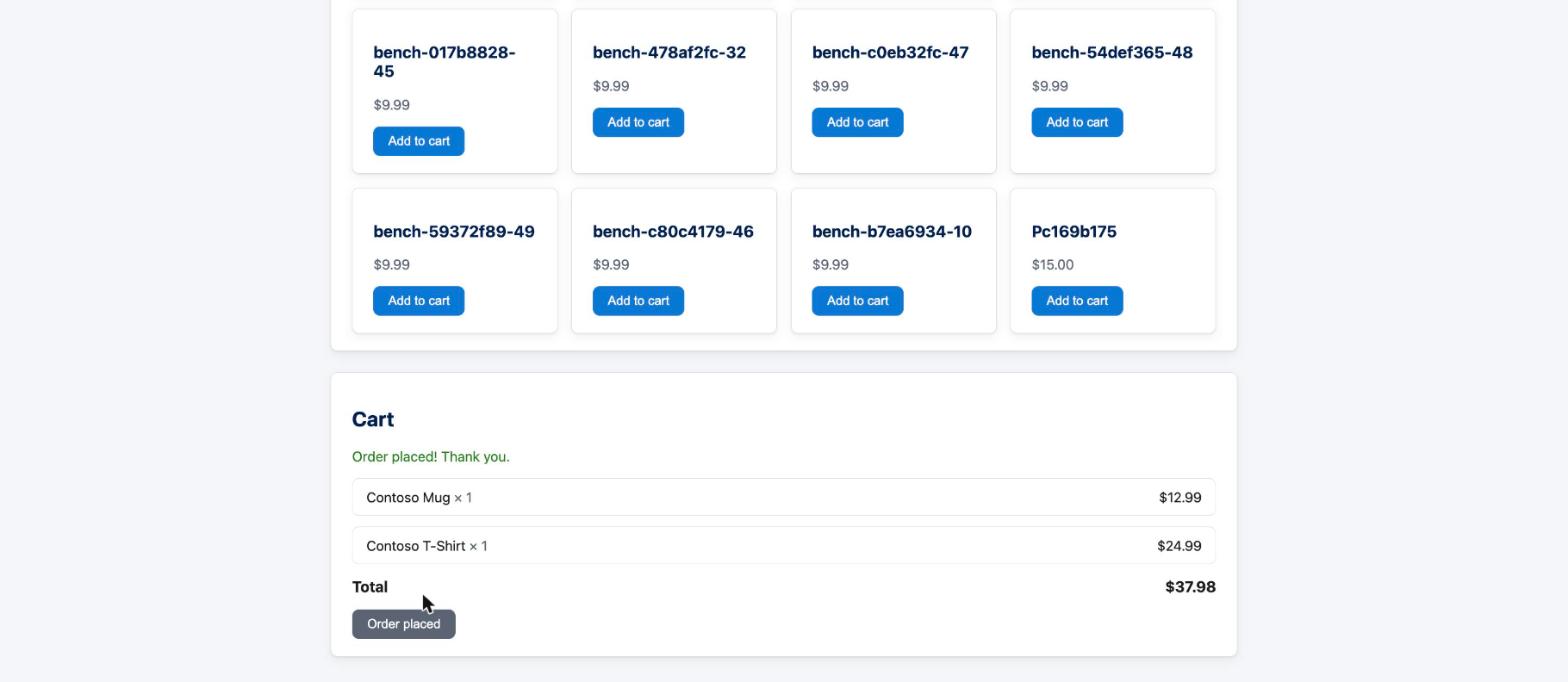 bench-017b8828-
45
$9.99
Add to cart
bench-478af2fc-32
$9.99
Add to cart
bench-c0eb32fc-47
$9.99
Add to cart
bench-54def365-48
$9.99
Add to cart
bench-59372f89-49
$9.99
Add to cart
bench-c80c4179-46
$9.99
Add to cart
bench-b7ea6934-10
$9.99
Add to cart
Pc169b175
$15.00
Add to cart
Cart
Order placed! Thank you.
Contoso Mug × 1 $12.99
Contoso T-Shirt × 1 $24.99
Total $37.98
Order placed